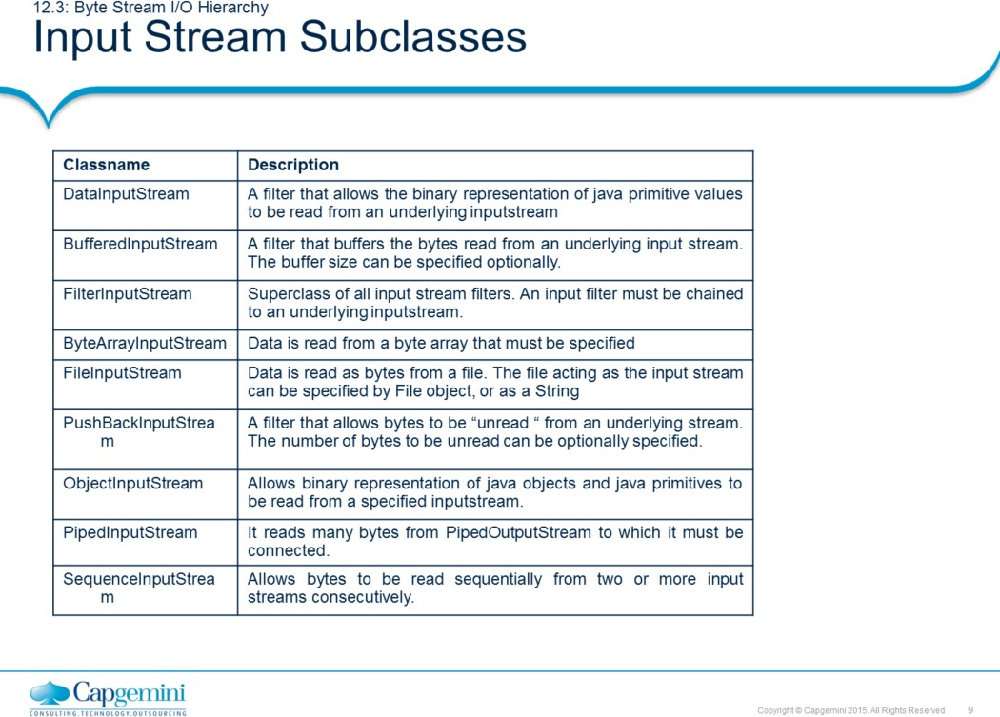 12.3: Byte Stream I/O Hierarchy
Input Stream Subclasses
Classname Description
DataInputStream A filter that allows the binary representation of java primitive values
to be read from an underlying inputstream
BufferedInputStream A filter that buffers the bytes read from an underlying input stream.
The buffer size can be specified optionally.
FilterInputStream Superclass of all input stream filters. An input filter must be chained
to an underlying inputstream.
ByteArrayInputStream Data is read from a byte array that must be specified
FileInputStream Data is read as bytes from a file. The file acting as the input stream
can be specified by File object, or as a String
PushBackInputStrea A filter that allows bytes to be “unread “ from an underlying stream.
m The number of bytes to be unread can be optionally specified.
ObjectInputStream Allows binary representation of java objects and java primitives to
be read from a specified inputstream.
PipedInputStream It reads many bytes from PipedOutputStream to which it must be
connected.
SequenceInputStrea Allows bytes to be read sequentially from two or more input
m streams consecutively.
Capgemini
CONSULTING.TECHNOLOGY.OUTSOURCING
Copyright © Capgemini 2015. All Rights Reserved 9